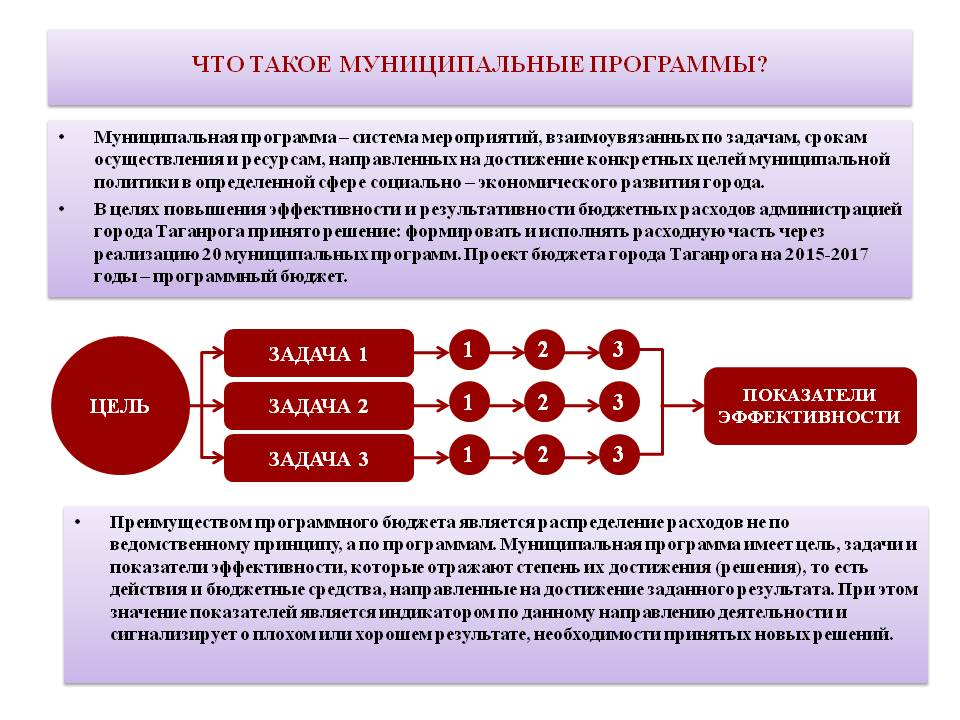 ЧТО ТАКОЕ МУНИЦИПАЛЬНЫЕ ПРОГРАММЫ?
• Муниципальная программа – система мероприятий, взаимоувязанных по задачам, срокам
осуществления и ресурсам, направленных на достижение конкретных целей муниципальной
политики в определенной сфере социально – экономического развития города.
• В целях повышения эффективности и результативности бюджетных расходов администрацией
города Таганрога принято решение: формировать и исполнять расходную часть через
реализацию 20 муниципальных программ. Проект бюджета города Таганрога на 2015-2017
годы – программный бюджет.
ЦЕЛЬ
ЗАДАЧА 1
1 2 3
ЗАДАЧА 2
1 2 3
ЗАДАЧА 3
1 2 3
ПОКАЗАТЕЛИ
ЭФФЕКТИВНОСТИ
• Преимуществом программного бюджета является распределение расходов не по
ведомственному принципу, а по программам. Муниципальная программа имеет цель, задачи и
показатели эффективности, которые отражают степень их достижения (решения), то есть
действия и бюджетные средства, направленные на достижение заданного результата. При этом
значение показателей является индикатором по данному направлению деятельности и
сигнализирует о плохом или хорошем результате, необходимости принятых новых решений.